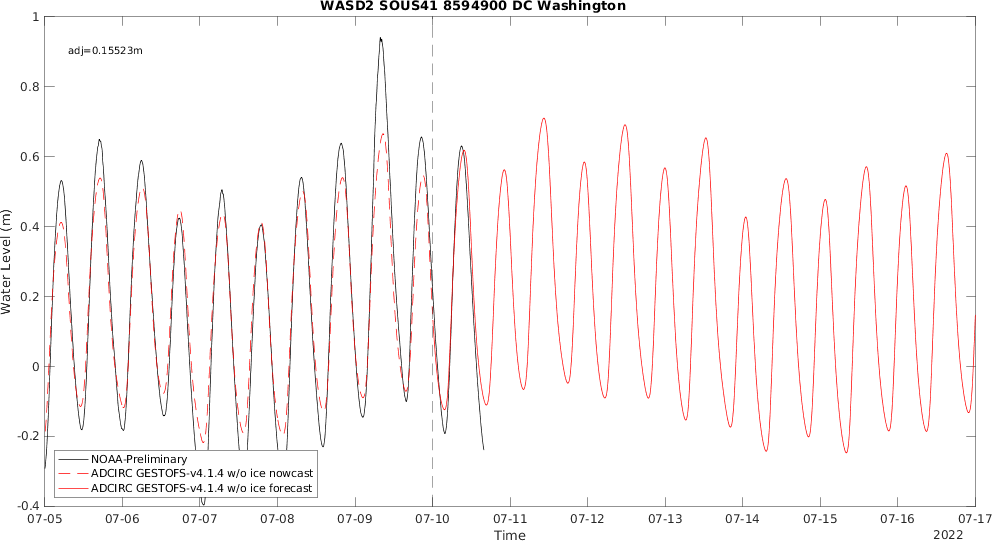 WASD2 SOUS41 8594900 DC Washington
adj=0.15523m
Water Level (m)
1
0.8
0.6
0.4
0.2
0
-0.2
-0.4
NOAA-Preliminary
ADCIRC GESTOFS-v4.1.4 w/o ice nowcast
ADCIRC GESTOFS-v4.1.4 w/o ice forecast
07-05 07-06 07-07 07-08 07-09 07-10 07-11 07-12 07-13 07-14 07-15 07-16 07-17
Time
2022